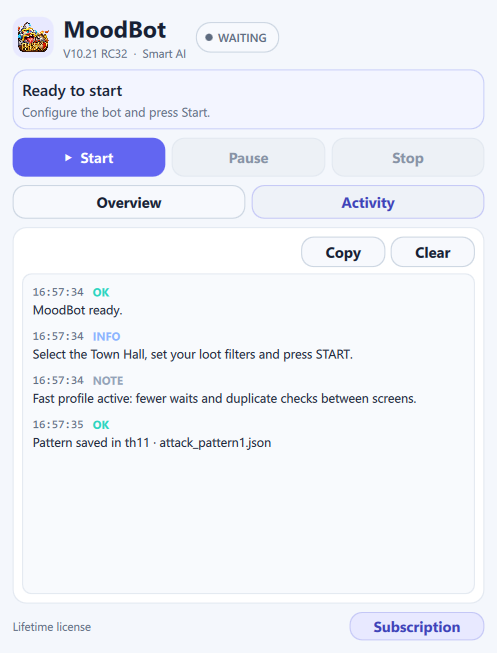 MoodBot
V10.21 RC32 · Smart AI
WAITING
Ready to start
Configure the bot and press Start.
Start
Pause
Stop
Overview
Activity
Copy
Clear
16:57:34 OK
MoodBot ready.
16:57:34 INFO
Select the Town Hall, set your loot filters and press START.
16:57:34 NOTE
Fast profile active: fewer waits and duplicate checks between screens.
16:57:35 OK
Pattern saved in th11 · attack_pattern1.json
Lifetime license
Subscription